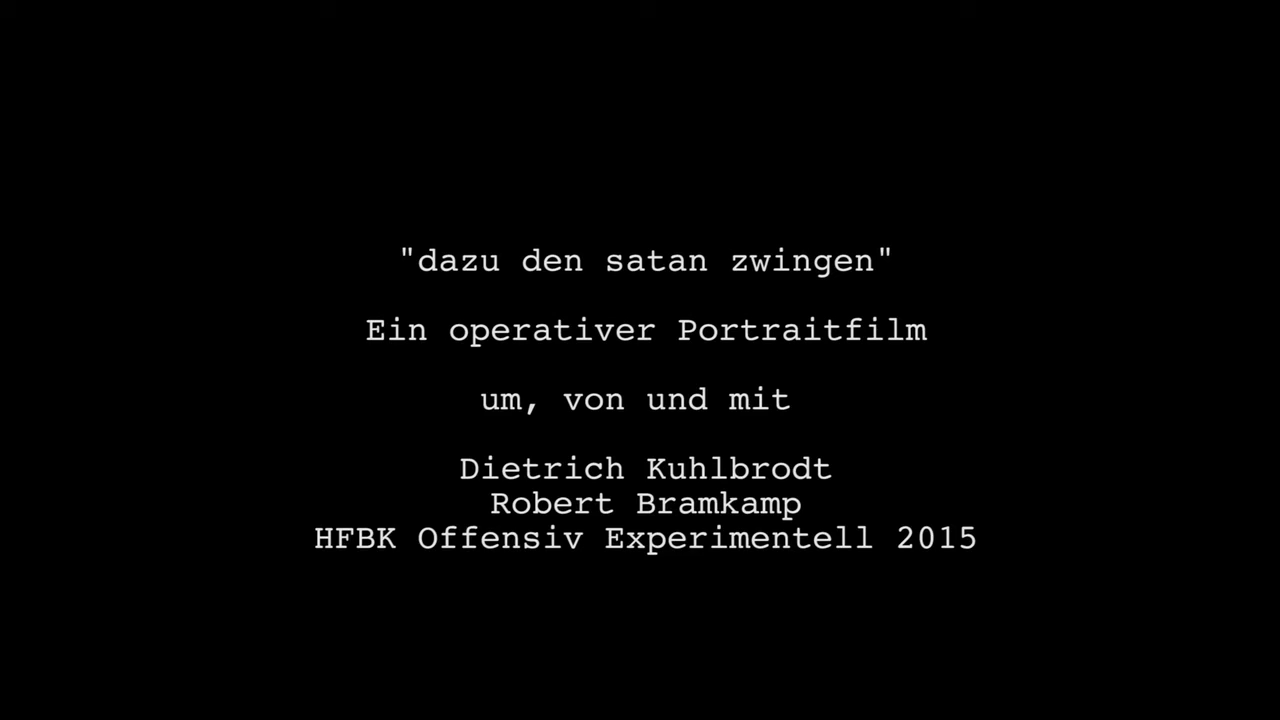 "dazu den satan zwingen"
Ein operativer Portraitfilm
um, von und mit
Dietrich Kuhlbrodt
Robert Bramkamp
HFBK Offensiv Experimentell 2015